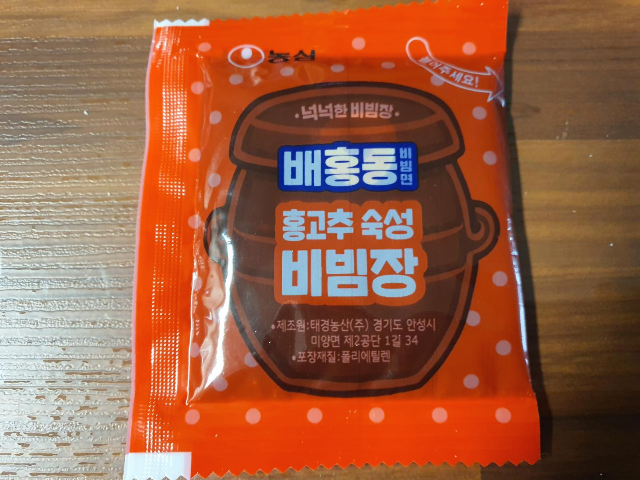 농심
뜯어주세요!
• 넉넉한 비빔장 •
배홍동 비빔면
홍고추 숙성
비빔장
•제조원:태경농산(주) 경기도 안성시
미양면 제2공단 1길 34
•포장재질:폴리에틸렌